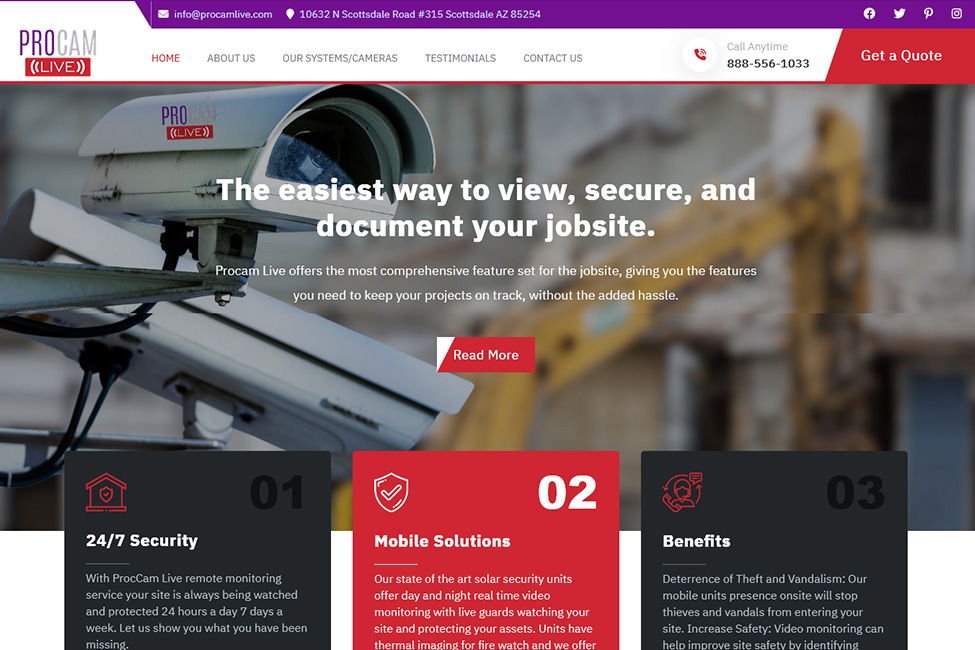 info@procamlive.com
10632 N Scottsdale Road #315 Scottsdale AZ 85254
PROCAM
LIVE
HOME
ABOUT US
OUR SYSTEMS/CAMERAS
TESTIMONIALS
CONTACT US
Call Anytime
888-556-1033
Get a Quote
PROCAM
LIVE
The easiest way to view, secure, and
document your jobsite.
Procam Live offers the most comprehensive feature set for the jobsite, giving you the features
you need to keep your projects on track, without the added hassle.
Read More
01
24/7 Security
With ProcCam Live remote monitoring
service your site is always being watched
and protected 24 hours a day 7 days a
week. Let us show you what you have been
missing.
02
Mobile Solutions
Our state of the art solar security units
offer day and night real time video
monitoring with live guards watching your
site and protecting your assets. Units have
thermal imaging for fire watch and we offer
03
Benefits
Deterrence of Theft and Vandalism: Our
mobile units presence onsite will stop
thieves and vandals from entering your
site. Increase Safety: Video monitoring can
help improve site safety by identifying